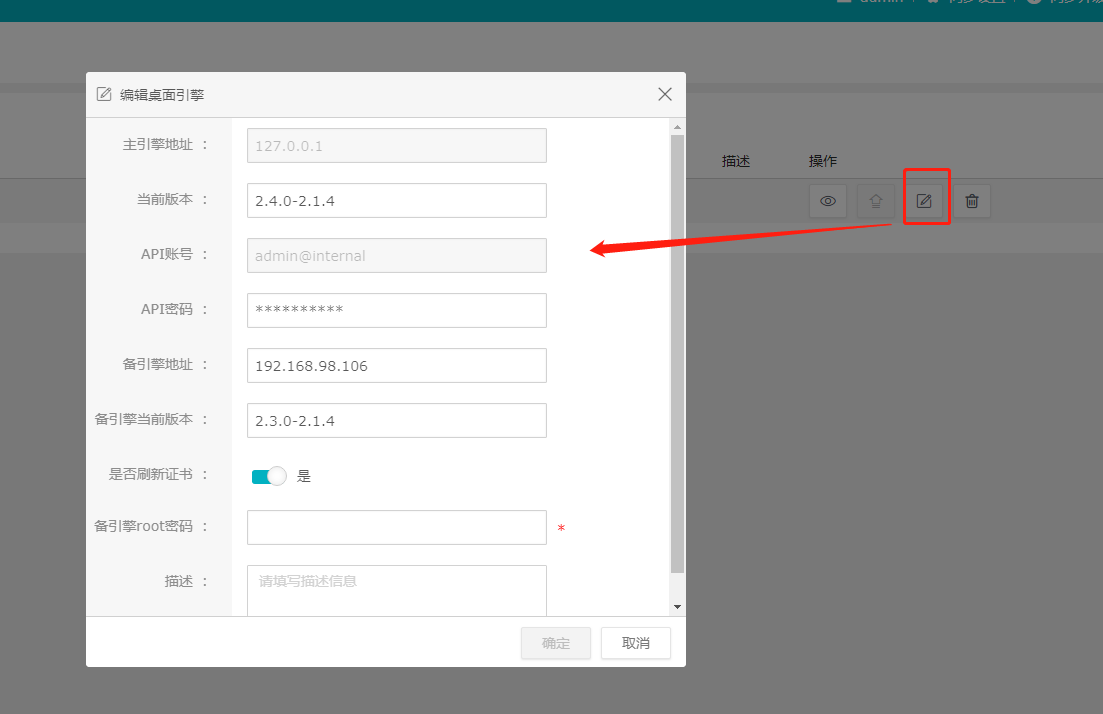 admin
编辑桌面引擎
描述 操作
主引擎地址 ： 127.0.0.1
当前版本 ： 2.4.0-2.1.4
API账号 ： admin@internal
API密码 ： **********
备引擎地址 ： 192.168.98.106
备引擎当前版本 ： 2.3.0-2.1.4
是否刷新证书 ： 是
备引擎root密码 ： *
描述 ： 请填写描述信息
确定 取消